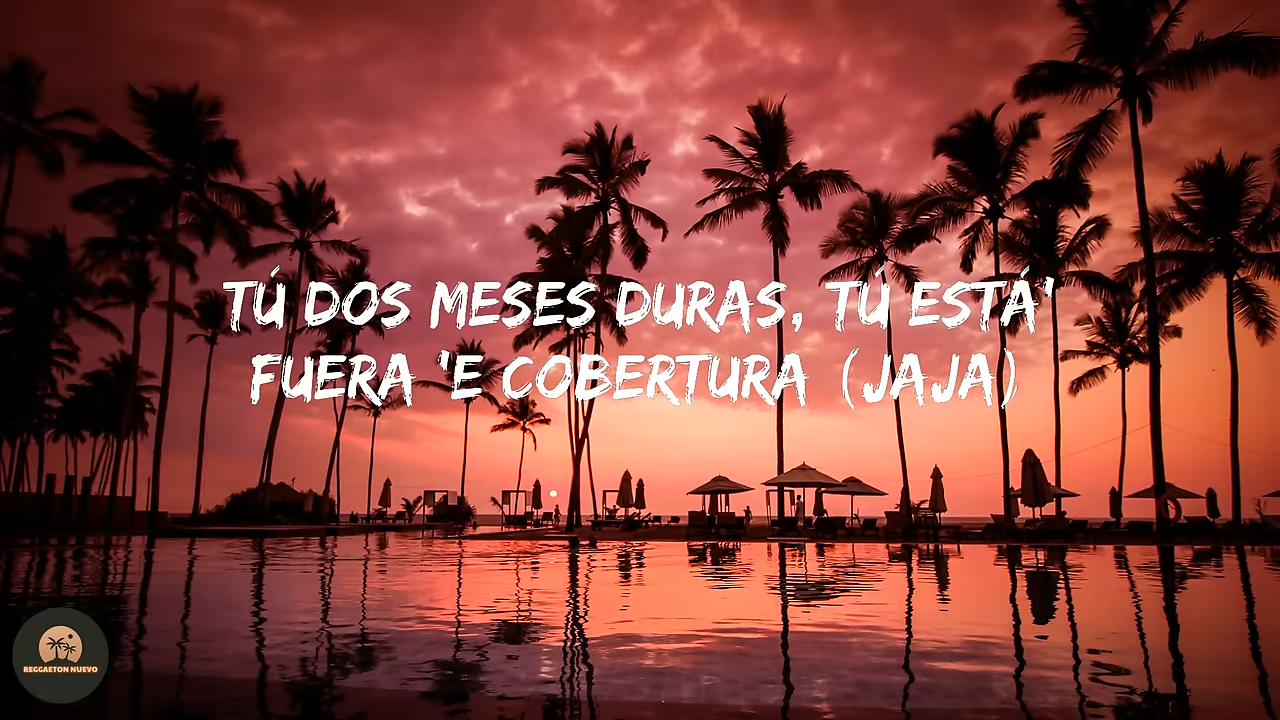 TÚ DOS MESES DURAS, TÚ ESTÁ'
FUERA 'E COBERTURA (JAJA)
REGGAETON NUEVO